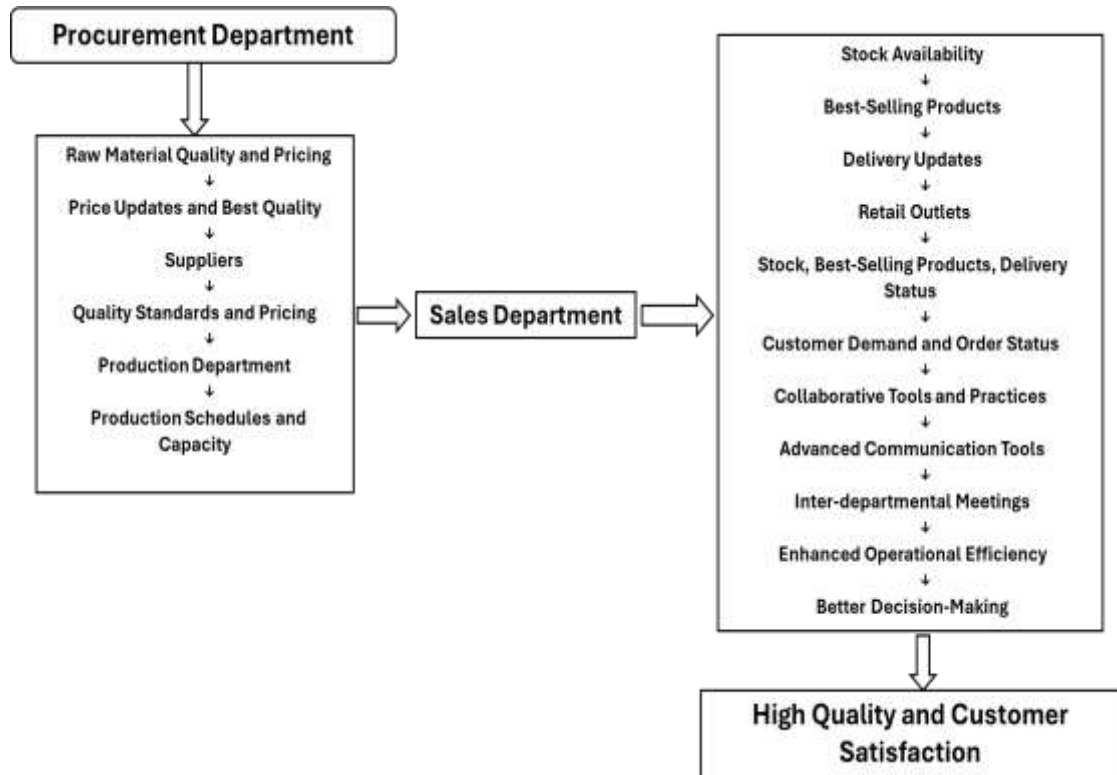 Procurement Department
Raw Material Quality and Pricing
Price Updates and Best Quality
Suppliers
Quality Standards and Pricing
Production Department
Production Schedules and
Capacity
Sales Department
Stock Availability
Best-Selling Products
Delivery Updates
Retail Outlets
Stock, Best-Selling Products, Delivery
Status
Customer Demand and Order Status
Collaborative Tools and Practices
Advanced Communication Tools
Inter-departmental Meetings
Enhanced Operational Efficiency
Better Decision-Making
High Quality and Customer
Satisfaction